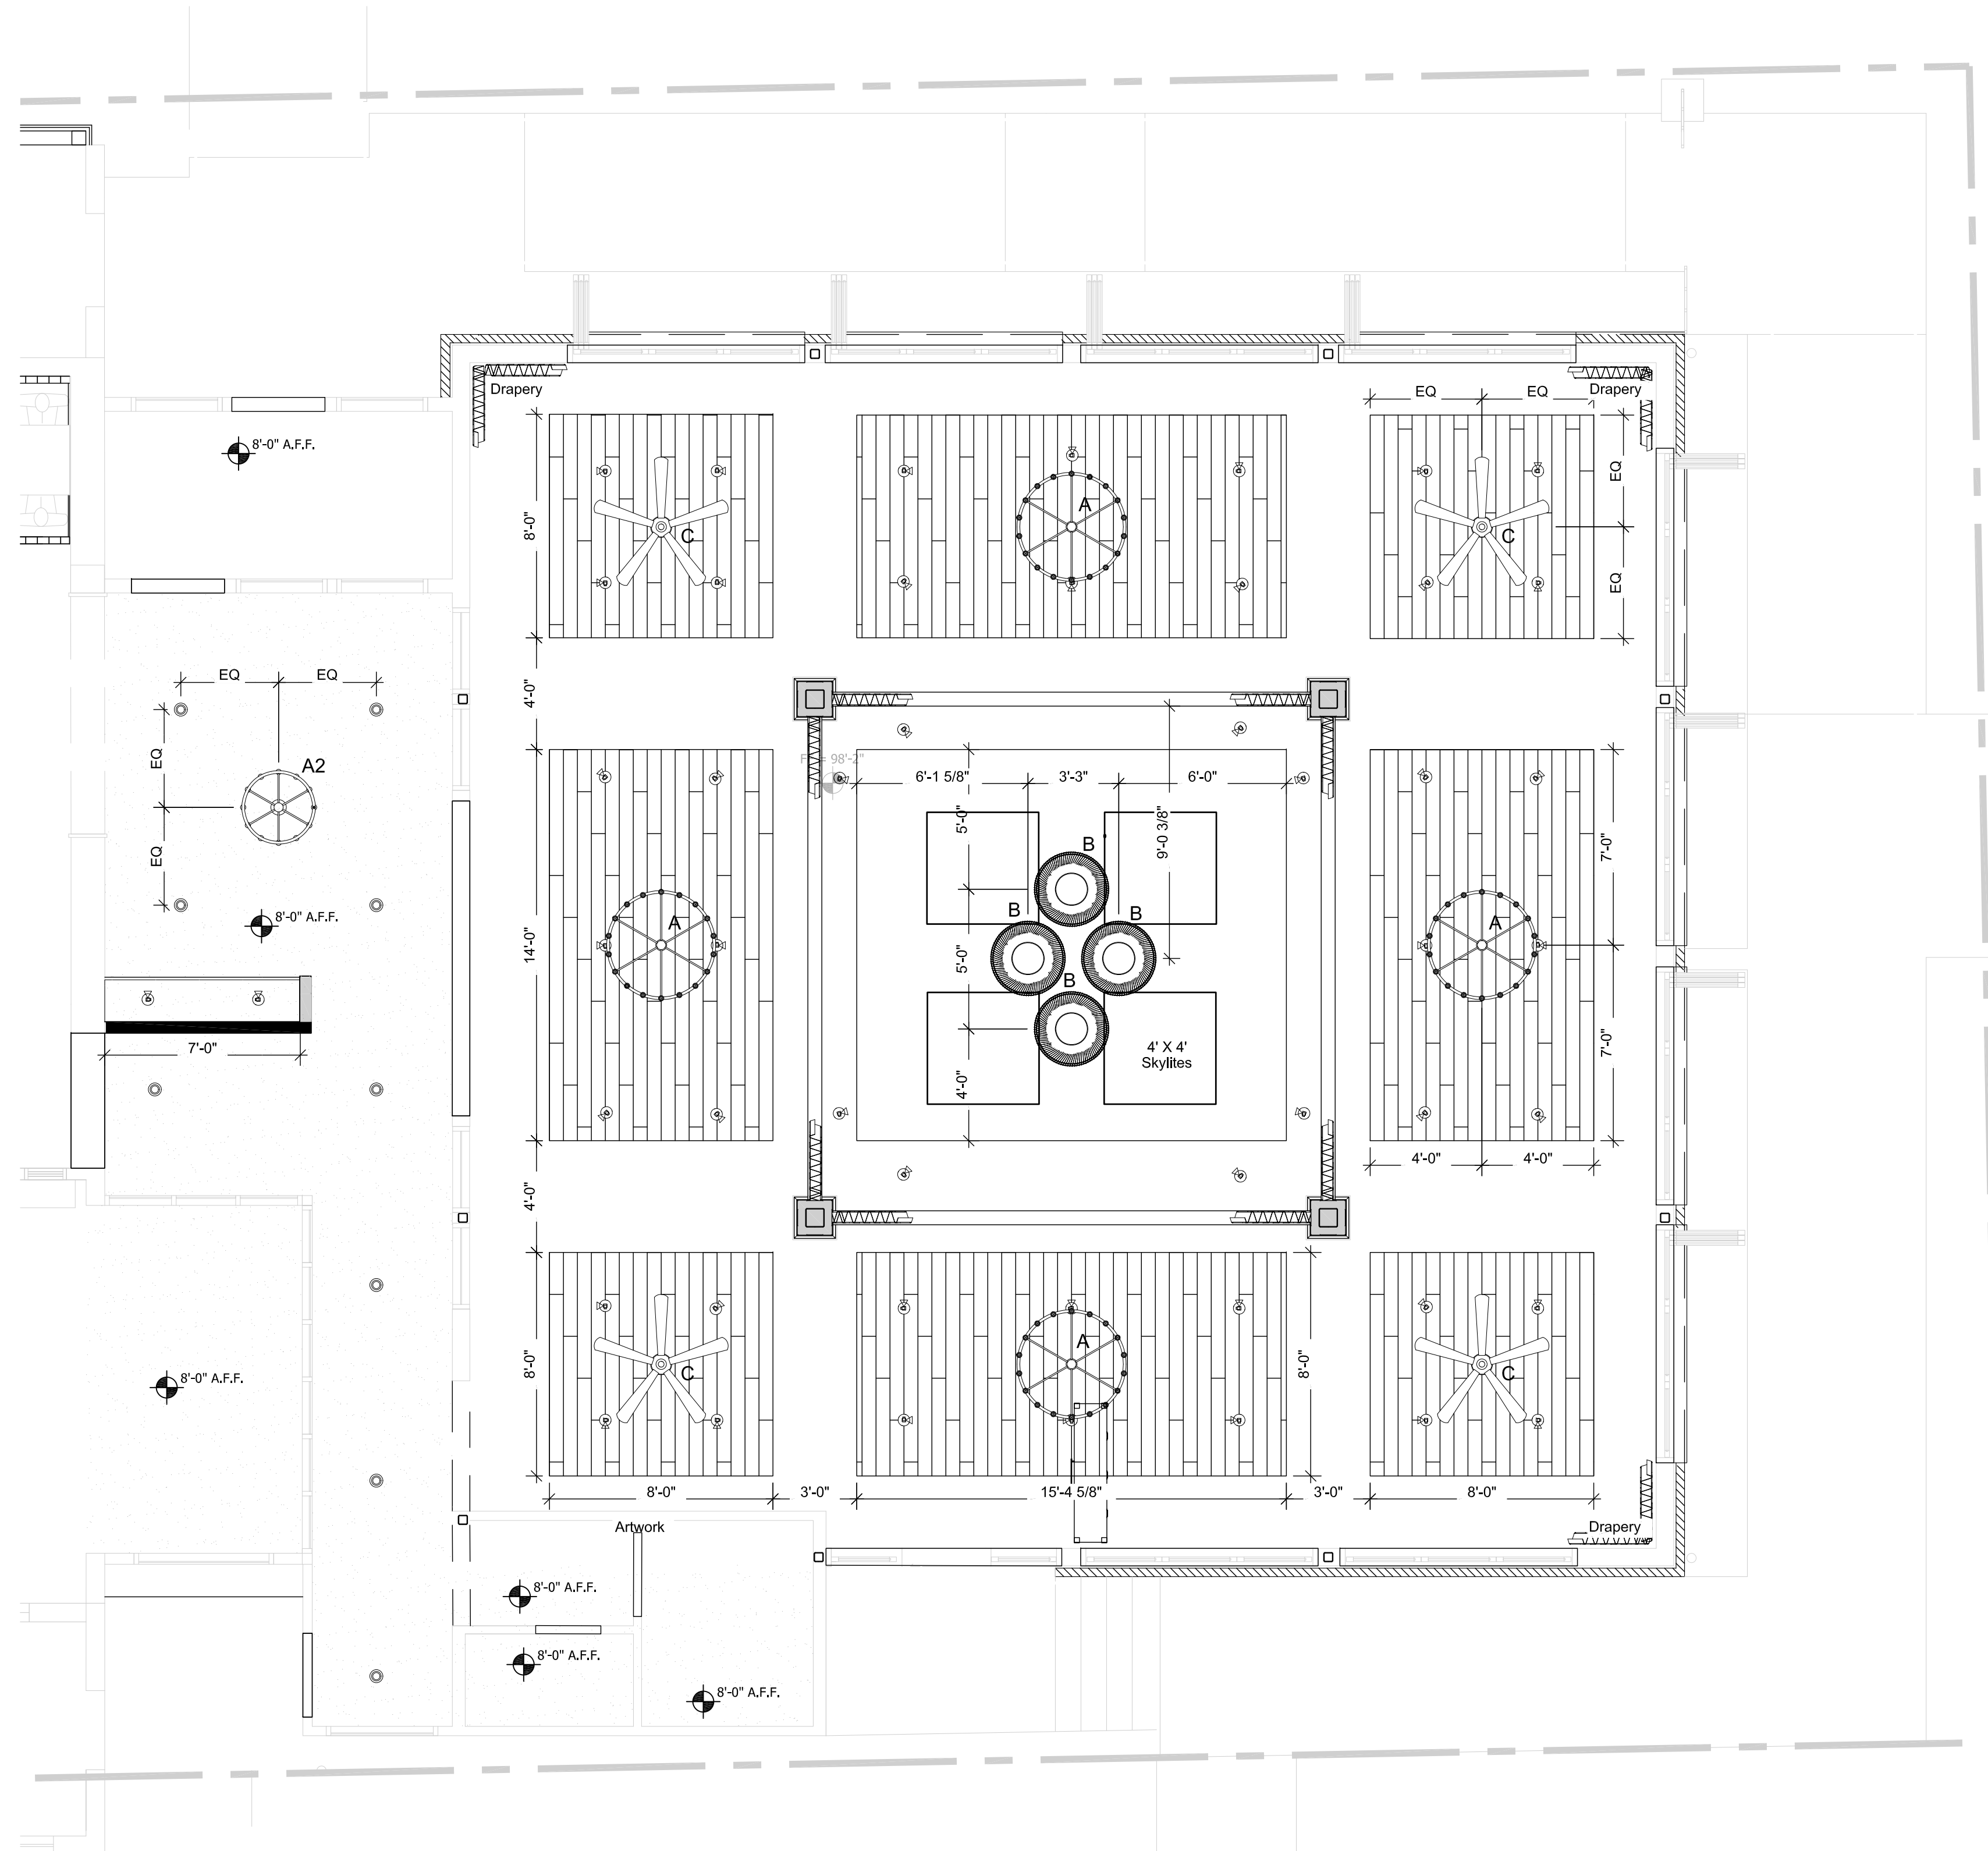 Drapery
EQ
EQ
Drapery
8'-0" A.F.F.
8'-0"
A
C
C
EQ
EQ
EQ
EQ
4'-0"
EQ
A2
EQ
98'-2"
6'-1 5/8"
3'-3"
6'-0"
5'-0"
9'-0 3/8"
B
B
B
B
5'-0"
4'-0"
4' X 4'
Skylites
7'-0"
7'-0"
A
A
8'-0" A.F.F.
14'-0"
7'-0"
4'-0"
4'-0"
4'-0"
8'-0"
A
C
C
8'-0"
8'-0" A.F.F.
8'-0"
3'-0"
15'-4 5/8"
3'-0"
8'-0"
Artwork
Drapery
8'-0" A.F.F.
8'-0" A.F.F.
8'-0" A.F.F.